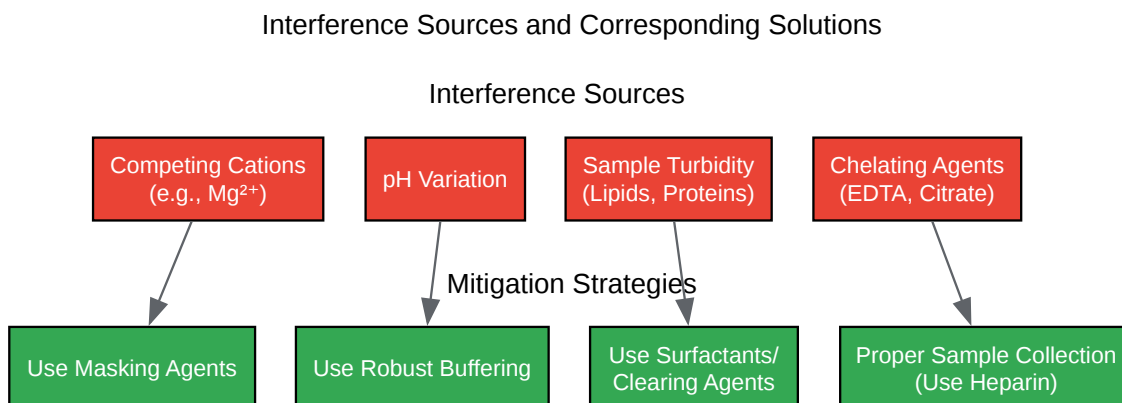 Interference Sources and Corresponding Solutions
Interference Sources
Competing Cations
(e.g., Mg²⁺)
pH Variation
Sample Turbidity
(Lipids, Proteins)
Chelating Agents
(EDTA, Citrate)
Mitigation Strategies
Use Masking Agents
Use Robust Buffering
Use Surfactants/
Clearing Agents
Proper Sample Collection
(Use Heparin)